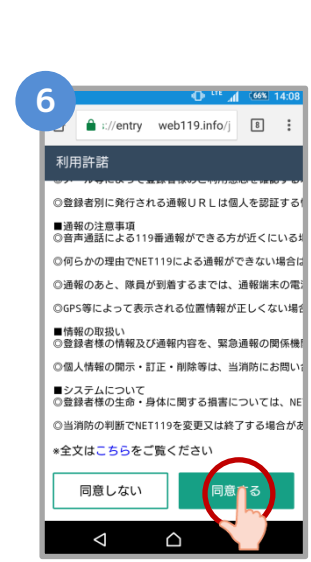 6
LTE 66% 14:08
://entry web119.info/j 8
利用許諾
◎登録者別に発行される通報URLは個人を認証する
■通報の注意事項
◎音声通話による119番通報ができる方が近くにいる
◎何らかの理由でNET119による通報ができない場合は
◎通報のあと、隊員が到着するまでは、通報端末の電
◎GPS等によって表示される位置情報が正しくない場合
■情報の取扱い
◎登録者様の情報及び通報内容を、緊急通報の関係機
◎個人情報の開示・訂正・削除等は、当消防にお問い
■システムについて
◎登録者様の生命・身体に関する損害については、NE
◎当消防の判断でNET119を変更又は終了する場合があ
※全文はこちらをご覧ください
同意しない 同意する